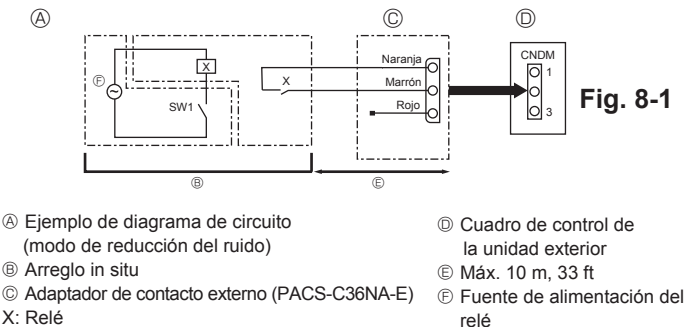 Ⓐ Ⓒ Ⓓ
Naranja
CNDM
X
Ⓕ
X
Marrón
1
SW1
Rojo
3
Fig. 8-1
Ⓑ Ⓔ
Ⓐ Ejemplo de diagrama de circuito
(modo de reducción del ruido)
Ⓑ Arreglo in situ
Ⓒ Adaptador de contacto externo (PACS-C36NA-E)
X: Relé
Ⓓ Cuadro de control de
la unidad exterior
Ⓔ Máx. 10 m, 33 ft
Ⓕ Fuente de alimentación del
relé